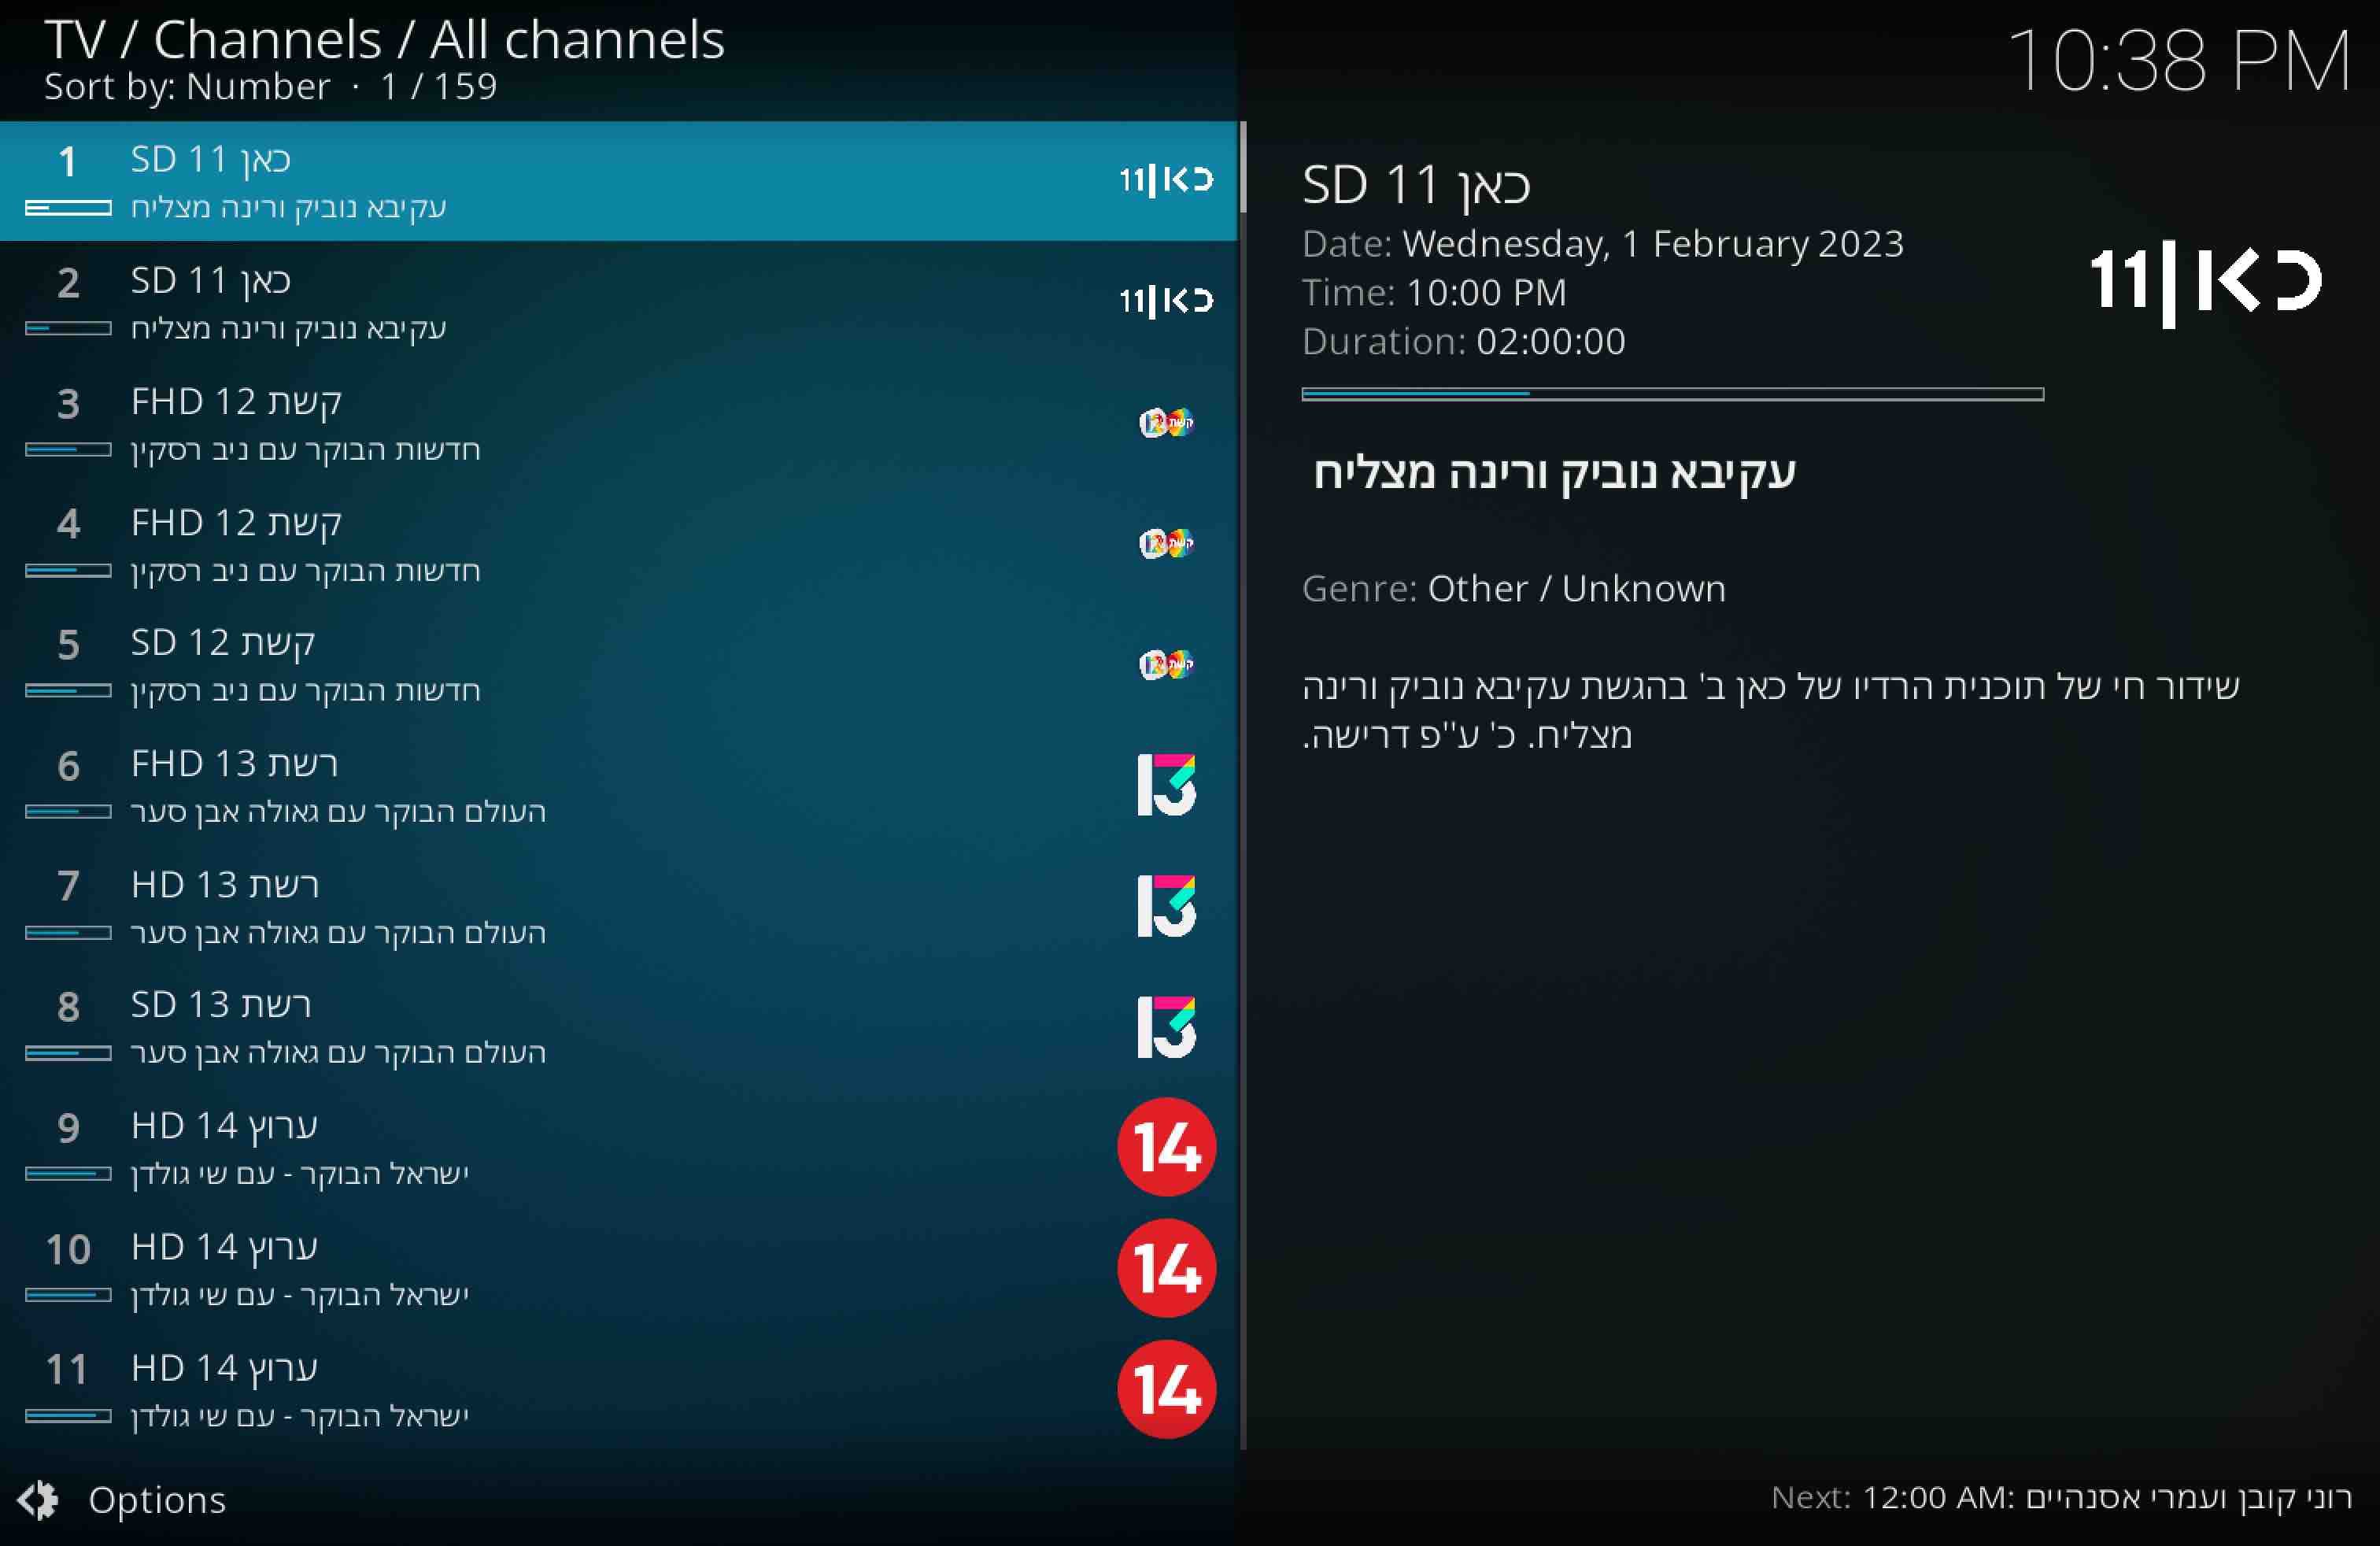 TV / Channels / All channels
Sort by: Number · 1 / 159
10:38 PM
1
SD 11 כאן
עקיבא נוביק ורינה מצליח
כאן|11
2
SD 11 כאן
עקיבא נוביק ורינה מצליח
כאן|11
3
FHD 12 קשת
חדשות הבוקר עם ניב רסקין
קשת 12
4
FHD 12 קשת
חדשות הבוקר עם ניב רסקין
קשת 12
5
SD 12 קשת
חדשות הבוקר עם ניב רסקין
קשת 12
6
FHD 13 רשת
העולם הבוקר עם גאולה אבן סער
13
7
HD 13 רשת
העולם הבוקר עם גאולה אבן סער
13
8
SD 13 רשת
העולם הבוקר עם גאולה אבן סער
13
9
HD 14 ערוץ
ישראל הבוקר - עם שי גולדן
14
10
HD 14 ערוץ
ישראל הבוקר - עם שי גולדן
14
11
HD 14 ערוץ
ישראל הבוקר - עם שי גולדן
14
Options
SD 11 כאן
Date: Wednesday, 1 February 2023
Time: 10:00 PM
Duration: 02:00:00
כאן|11
עקיבא נוביק ורינה מצליח
Genre: Other / Unknown
שידור חי של תוכנית הרדיו של כאן ב' בהגשת עקיבא נוביק ורינה
מצליח. כ' ע"פ דרישה.
Next: 12:00 AM: רוני קובן ועמרי אסנהיים